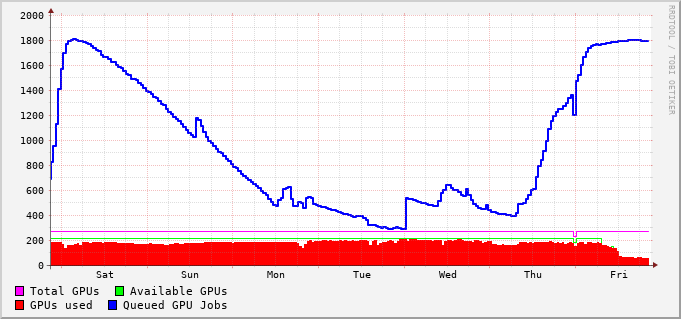 2000
1800
1600
1400
1200
1000
800
600
400
200
0
Sat Sun Mon Tue Wed Thu Fri
Total GPUs Available GPUs
GPUs used Queued GPU Jobs
RRDTOOL / TOBI OETIKER